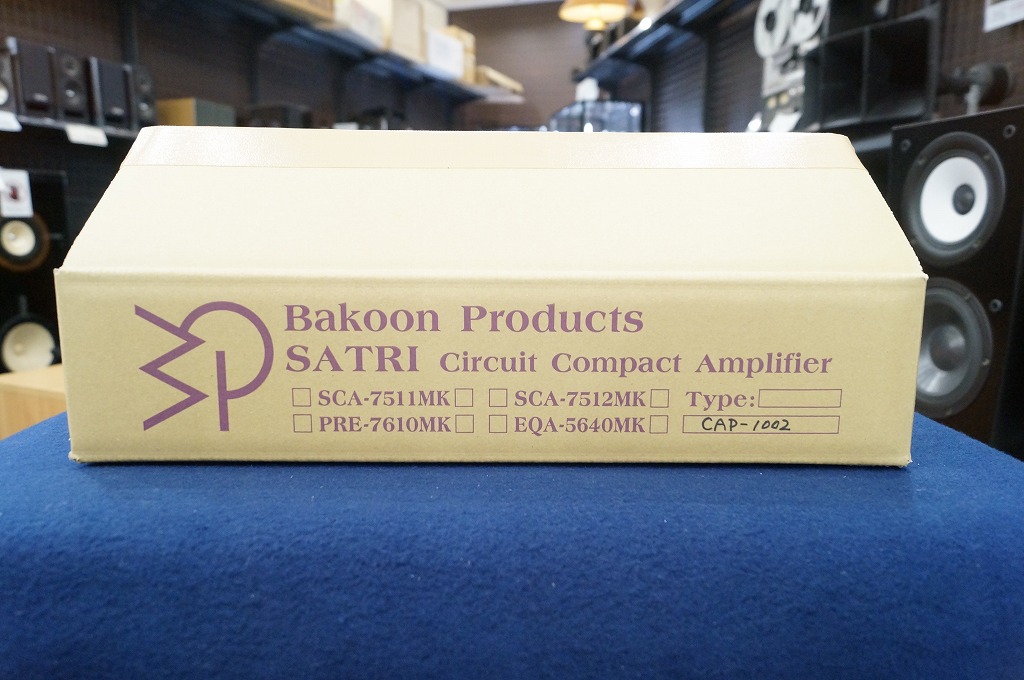 Bakoon Products
SATRI Circuit Compact Amplifier
SCA-7511MK SCA-7512MK Type:
PRE-7610MK EQA-5640MK CAP-1002